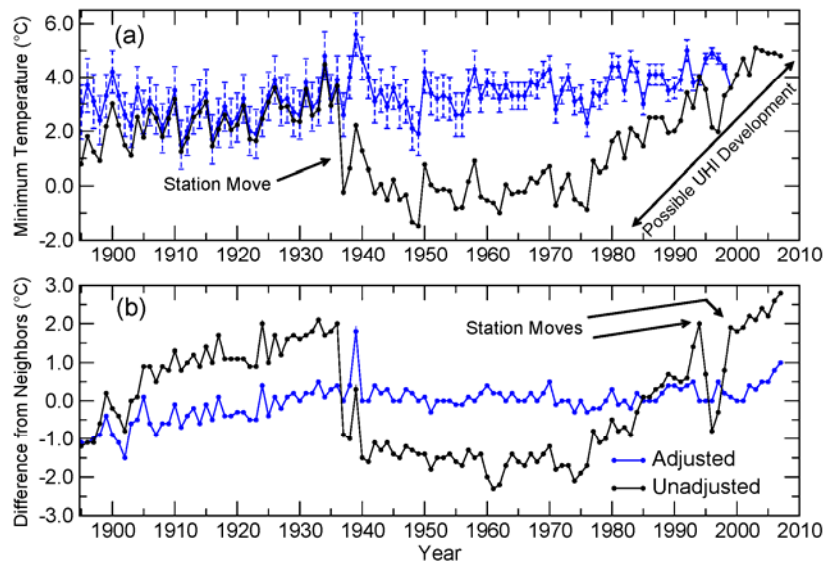 (a)
Minimum Temperature (°C)
6.0
4.0
2.0
0.0
-2.0
Station Move
Possible UHI Development
1900 1910 1920 1930 1940 1950 1960 1970 1980 1990 2000 2010
(b)
Difference from Neighbors (°C)
3.0
2.0
1.0
0.0
-1.0
-2.0
-3.0
Station Moves
Adjusted
Unadjusted
1900 1910 1920 1930 1940 1950 1960 1970 1980 1990 2000 2010
Year